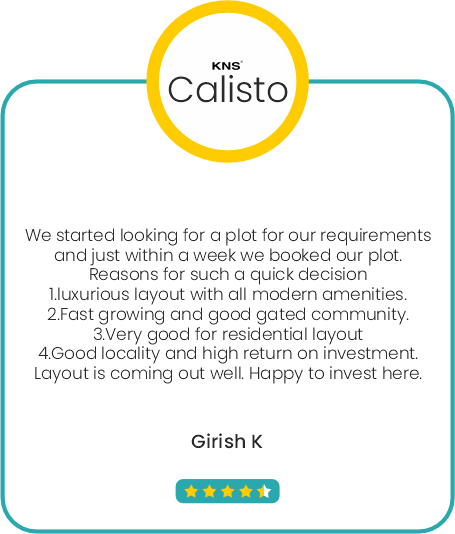 KNS
Calisto
We started looking for a plot for our requirements
and just within a week we booked our plot.
Reasons for such a quick decision
1.luxurious layout with all modern amenities.
2.Fast growing and good gated community.
3.Very good for residential layout
4.Good locality and high return on investment.
Layout is coming out well. Happy to invest here.
Girish K